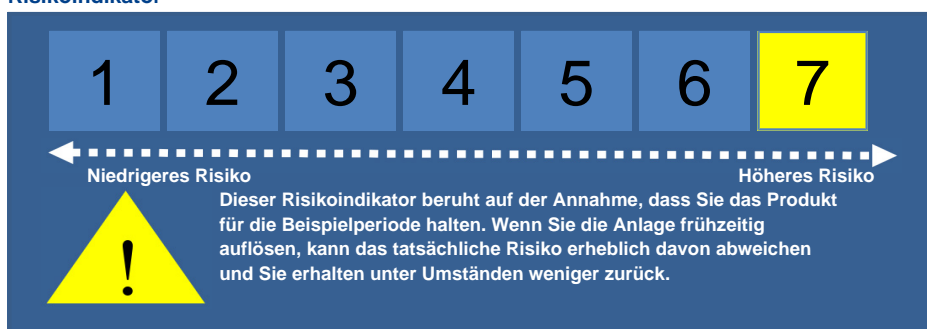 Risikoindikator
1 2 3 4 5 6 7
Niedrigeres Risiko Höheres Risiko
Dieser Risikoindikator beruht auf der Annahme, dass Sie das Produkt
für die Beispielperiode halten. Wenn Sie die Anlage frühzeitig
auflösen, kann das tatsächliche Risiko erheblich davon abweichen
und Sie erhalten unter Umständen weniger zurück.
!